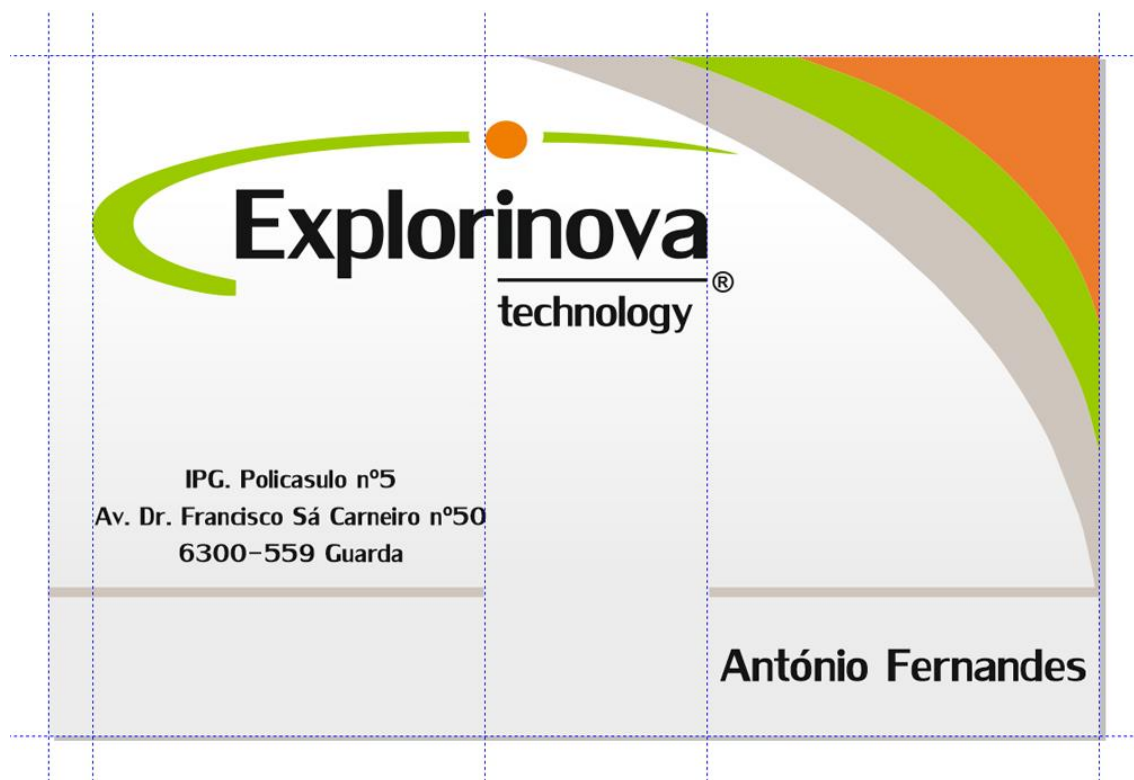 Explorinova
®
technology
IPG. Policasulo nº5
Av. Dr. Francisco Sá Carneiro nº50
6300-559 Guarda
António Fernandes